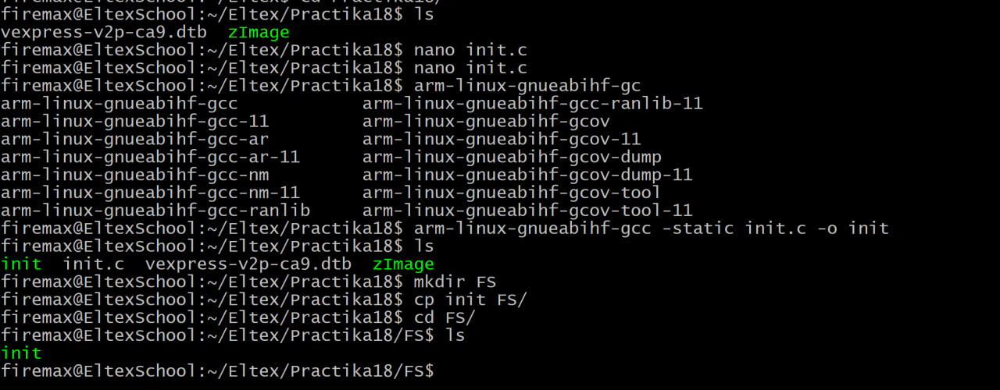 firemax@EltexSchool:~/Eltex$ cd Practika18/
firemax@EltexSchool:~/Eltex/Practika18$ ls
vexpress-v2p-ca9.dtb  zImage
firemax@EltexSchool:~/Eltex/Practika18$ nano init.c
firemax@EltexSchool:~/Eltex/Practika18$ nano init.c
firemax@EltexSchool:~/Eltex/Practika18$ arm-linux-gnueabihf-gc
arm-linux-gnueabihf-gcc            arm-linux-gnueabihf-gcc-ranlib-11
arm-linux-gnueabihf-gcc-11         arm-linux-gnueabihf-gcov
arm-linux-gnueabihf-gcc-ar         arm-linux-gnueabihf-gcov-11
arm-linux-gnueabihf-gcc-ar-11      arm-linux-gnueabihf-gcov-dump
arm-linux-gnueabihf-gcc-nm         arm-linux-gnueabihf-gcov-dump-11
arm-linux-gnueabihf-gcc-nm-11      arm-linux-gnueabihf-gcov-tool
arm-linux-gnueabihf-gcc-ranlib     arm-linux-gnueabihf-gcov-tool-11
firemax@EltexSchool:~/Eltex/Practika18$ arm-linux-gnueabihf-gcc -static init.c -o init
firemax@EltexSchool:~/Eltex/Practika18$ ls
init  init.c  vexpress-v2p-ca9.dtb  zImage
firemax@EltexSchool:~/Eltex/Practika18$ mkdir FS
firemax@EltexSchool:~/Eltex/Practika18$ cp init FS/
firemax@EltexSchool:~/Eltex/Practika18$ cd FS/
firemax@EltexSchool:~/Eltex/Practika18/FS$ ls
init
firemax@EltexSchool:~/Eltex/Practika18/FS$